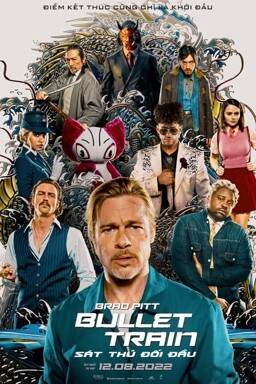 ĐIỂM KẾT THÚC CŨNG CHỈ LÀ KHỞI ĐẦU
BRAD PITT
BULLET
TRAIN
SÁT THỦ ĐỐI ĐẦU
12.08.2022